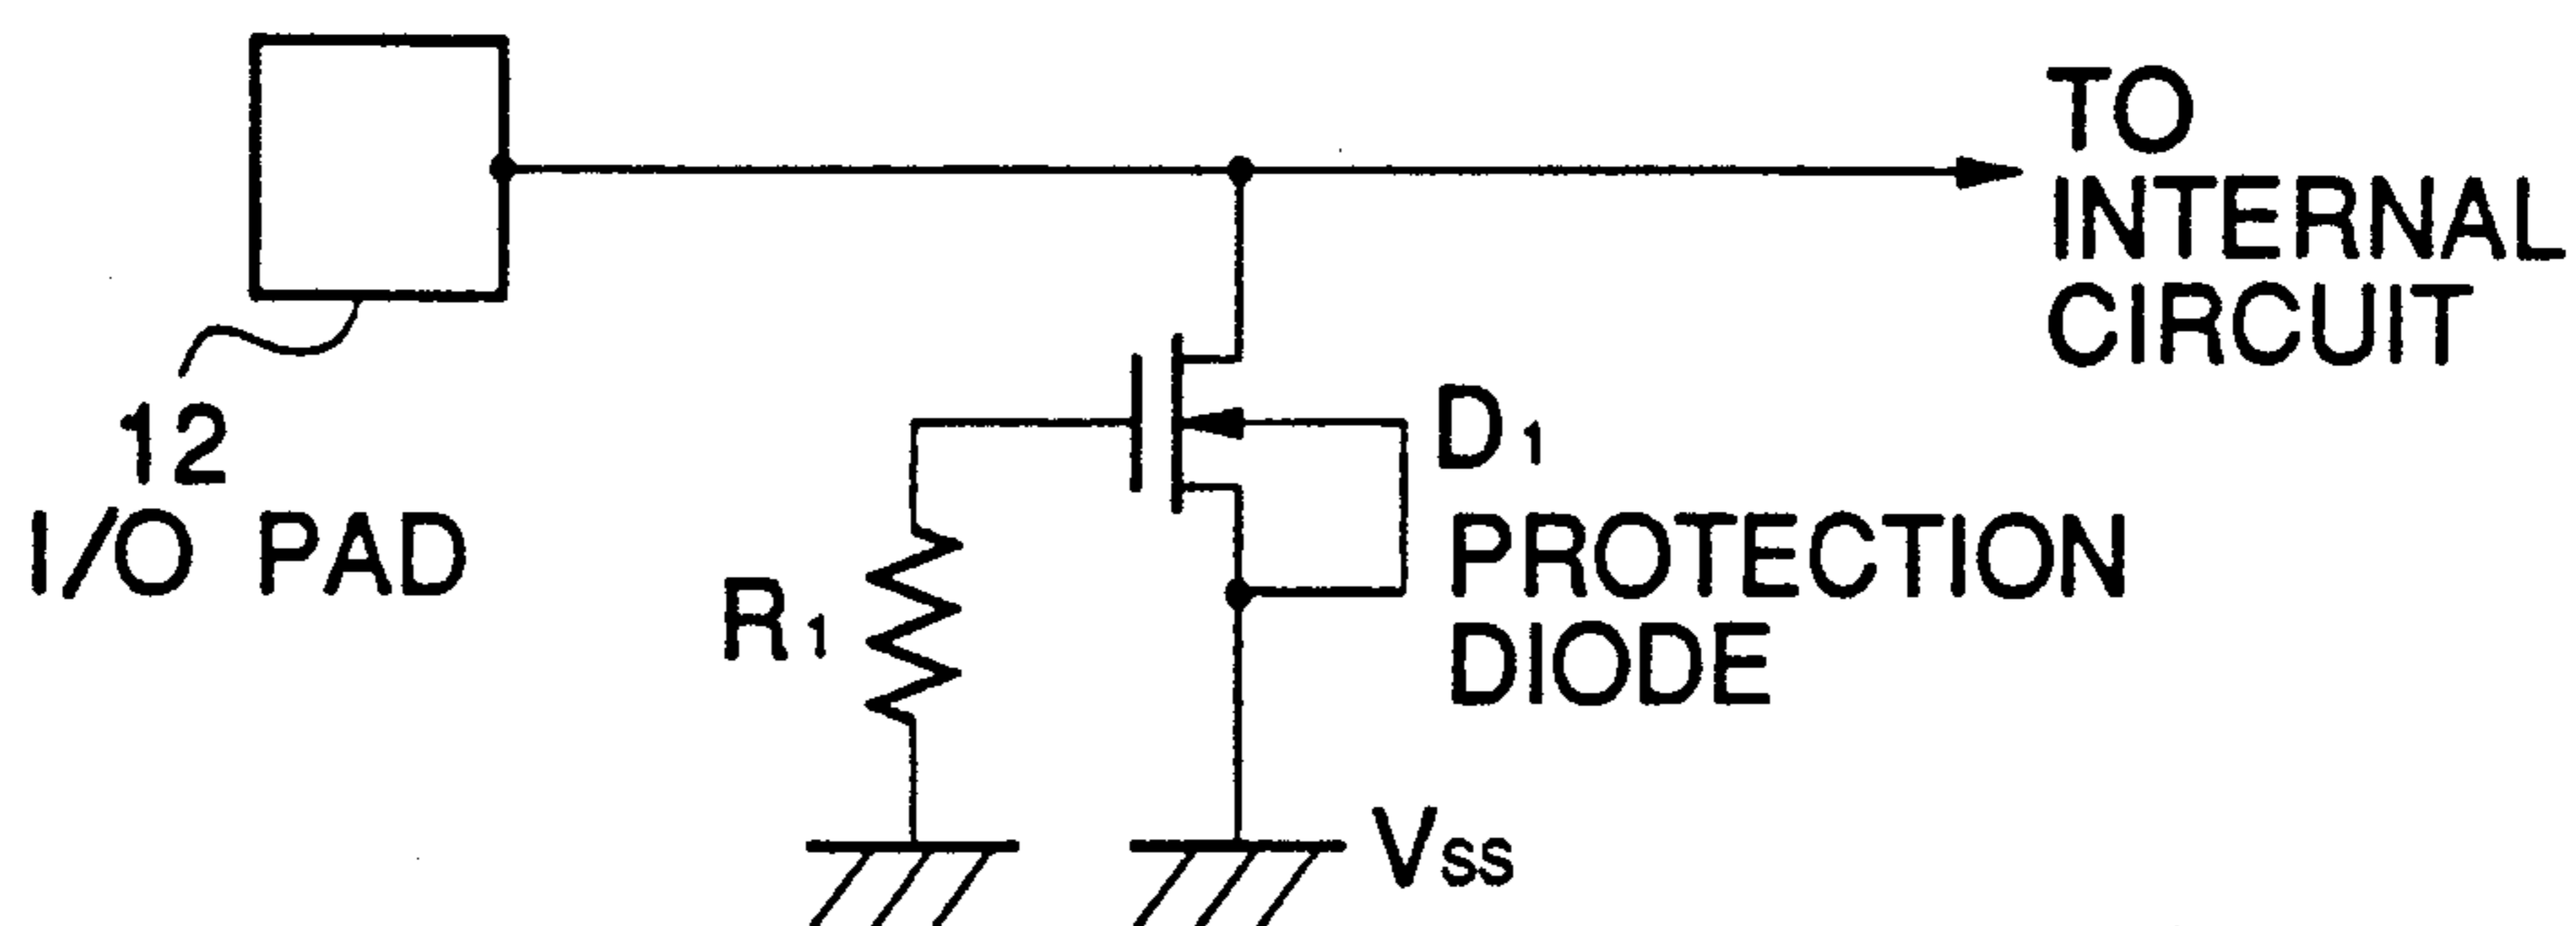 TO
INTERNAL
CIRCUIT
12
I/O PAD
D1
PROTECTION
DIODE
R1
VSS